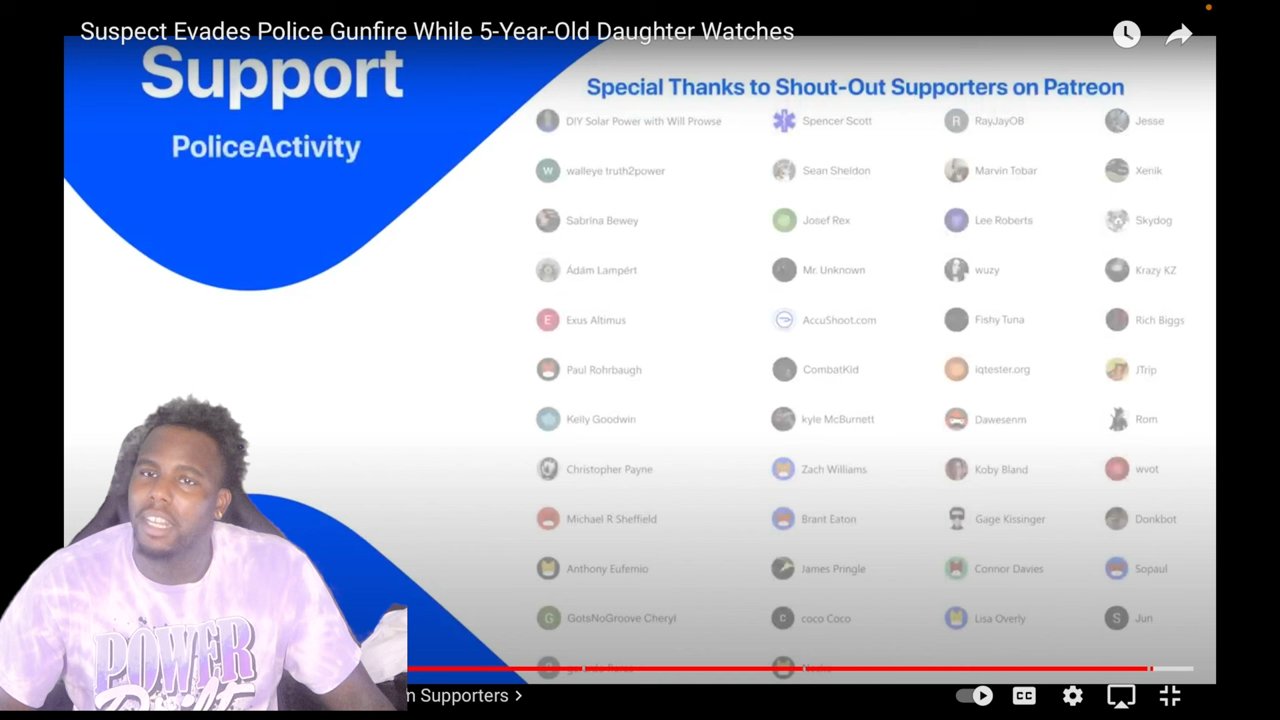 Suspect Evades Police Gunfire While 5-Year-Old Daughter Watches
Support
PoliceActivity
Special Thanks to Shout-Out Supporters on Patreon
DIY Solar Power with Will Prowse
Spencer Scott
R
RayJayOB
Jesse
W
walleye truth2power
Sean Sheldon
Marvin Tobar
Xenik
Sabrina Bewey
Josef Rex
Lee Roberts
Skydog
Ádám Lampért
Mr. Unknown
wuzy
Krazy KZ
E
Exus Altimus
AccuShoot.com
Fishy Tuna
Rich Biggs
Paul Rohrbaugh
CombatKid
iqtester.org
JTrip
Kelly Goodwin
kyle McBurnett
Dawesenm
Rom
Christopher Payne
Zach Williams
Koby Bland
wvot
Michael R Sheffield
Brant Eaton
Gage Kissinger
Donkbot
Anthony Eufemio
James Pringle
Connor Davies
Sopaul
G
GotsNoGroove Cheryl
c
coco Coco
Lisa Overly
S
Jun
POWER
m Supporters >
CC